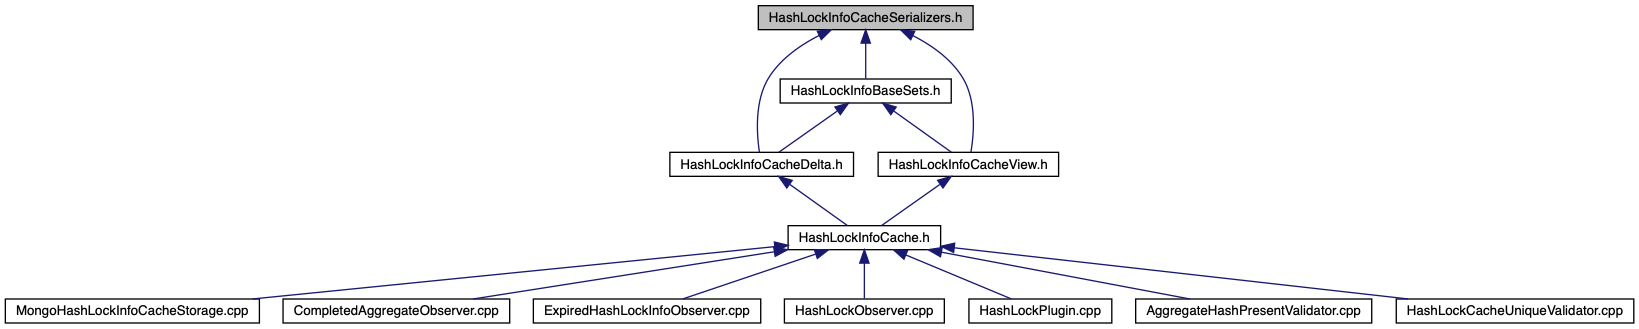 HashLockInfoCacheSerializers.h
HashLockInfoBaseSets.h
HashLockInfoCacheDelta.h
HashLockInfoCacheView.h
HashLockInfoCache.h
MongoHashLockInfoCacheStorage.cpp
CompletedAggregateObserver.cpp
ExpiredHashLockInfoObserver.cpp
HashLockObserver.cpp
HashLockPlugin.cpp
AggregateHashPresentValidator.cpp
HashLockCacheUniqueValidator.cpp